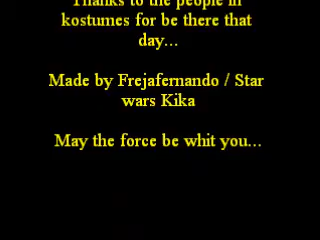 Thanks to the people in
kostumes for be there that
day...
Made by Frejafernando / Star
wars Kika
May the force be whit you...